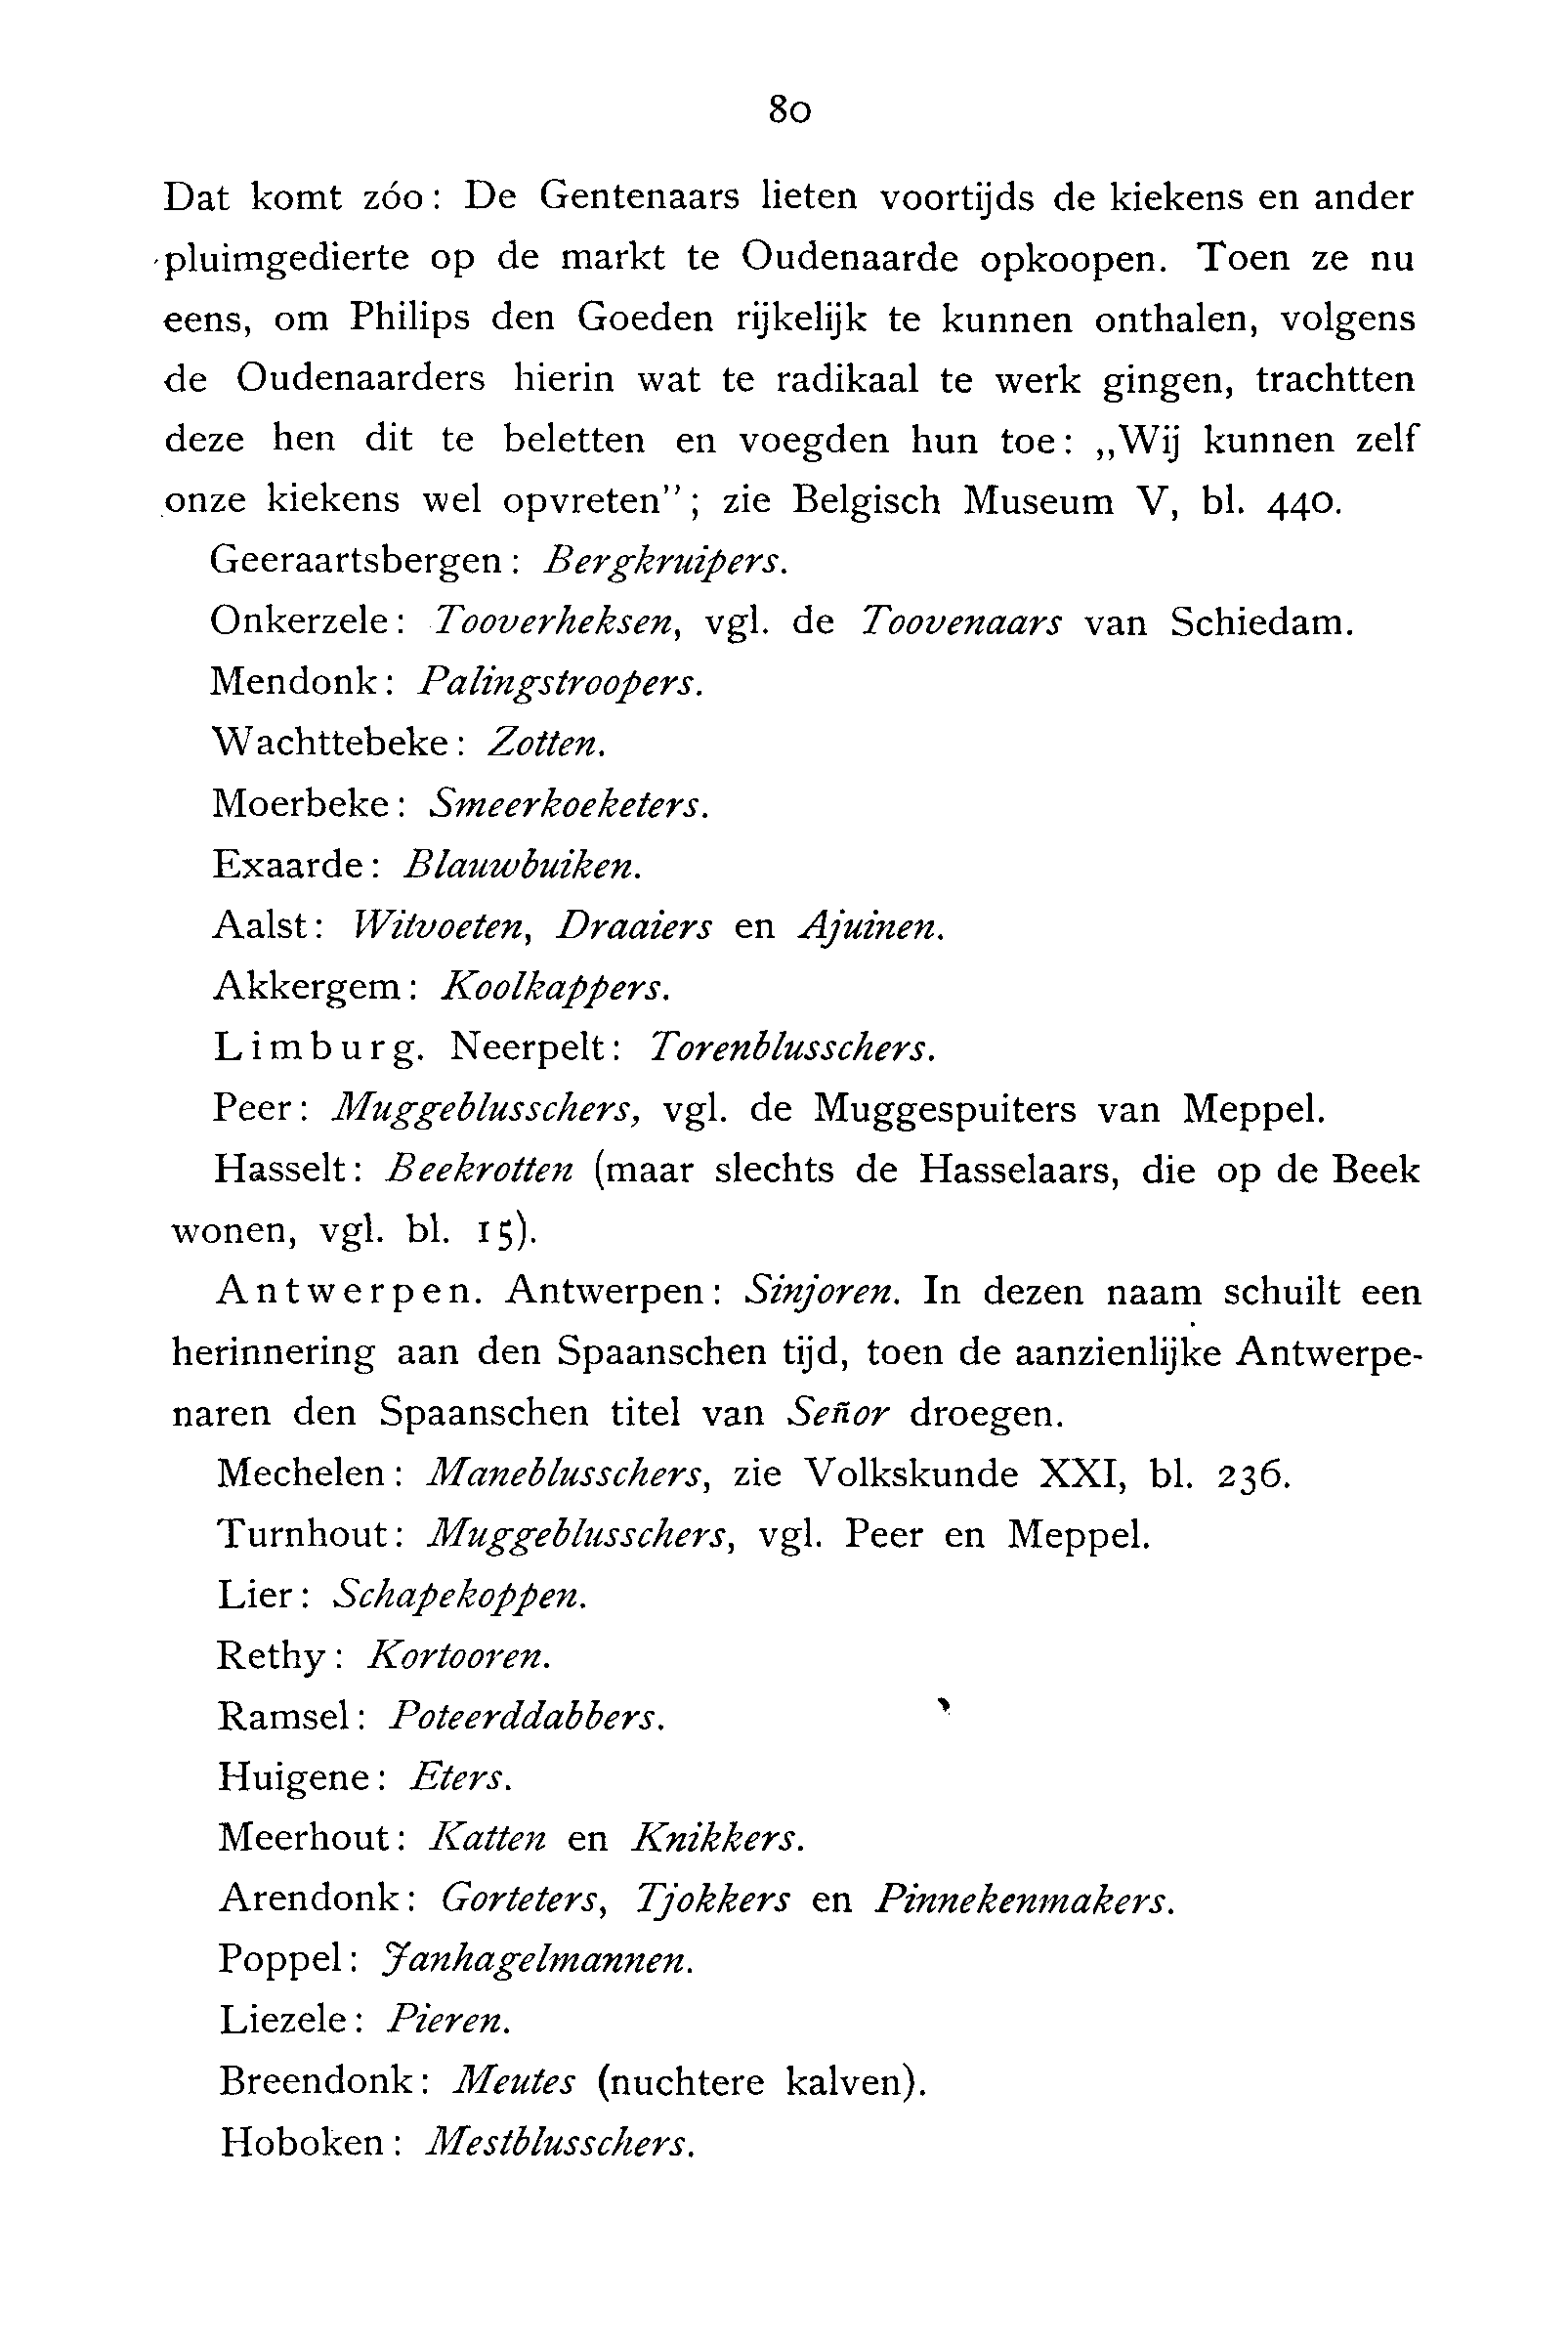 80
Dat komt zóo: De Gentenaars lieten voortijds de kiekens en ander
pluimgedierte op de markt te Oudenaarde opkoopen. Toen ze nu
eens, om Philips den Goeden rijkelijk te kunnen onthalen, volgens
de Oudenaarders hierin wat te radikaal te werk gingen, trachtten
deze hen dit te beletten en voegden hun toe: „Wij kunnen zelf
onze kiekens wel opvreten”; zie Belgisch Museum V, bl. 440.
Geeraartsbergen: Bergkruipers.
Onkerzele: Tooverheksen, vgl. de Toovenaars van Schiedam.
Mendonk: Palingstroopers.
Wachttebeke: Zotten.
Moerbeke: Smeerkoeketers.
Exaarde: Blauwbuiken.
Aalst: Witvoeten, Draaiers en Ajuinen.
Akkergem: Koolkappers.
Limburg. Neerpelt: Torenblusschers.
Peer: Muggeblusschers, vgl. de Muggespuiters van Meppel.
Hasselt: Beekrotten (maar slechts de Hasselaars, die op de Beek
wonen, vgl. bl. 15).
Antwerpen. Antwerpen: Sinjoren. In dezen naam schuilt een
herinnering aan den Spaanschen tijd, toen de aanzienlijke Antwerpe-
naren den Spaanschen titel van Señor droegen.
Mechelen: Maneblusschers, zie Volkskunde XXI, bl. 236.
Turnhout: Muggeblusschers, vgl. Peer en Meppel.
Lier: Schapekoppen.
Rethy: Kortooren.
Ramsel: Poteerddabbers.
Huigene: Eters.
Meerhout: Katten en Knikkers.
Arendonk: Gorteters, Tjokkers en Pinnekenmakers.
Poppel: Janhagelmannen.
Liezele: Pieren.
Breendonk: Meutes (nuchtere kalven).
Hoboken: Mestblusschers.